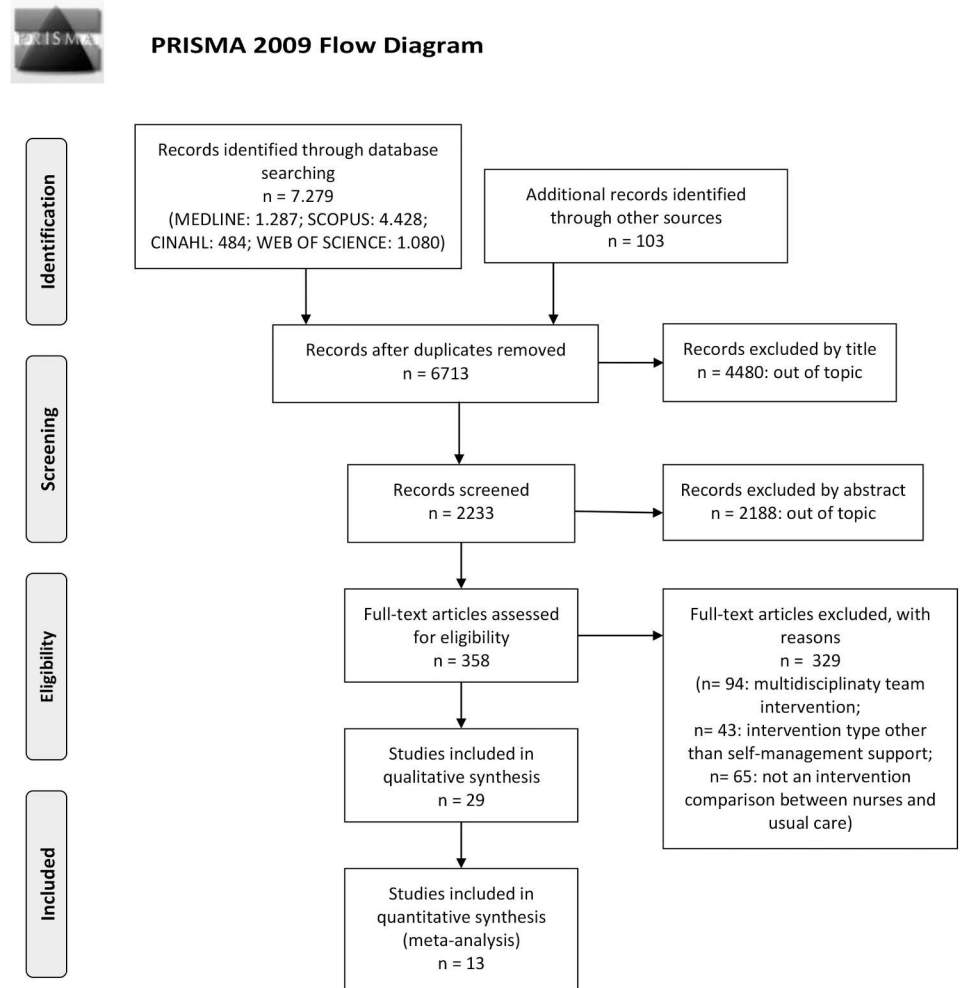 PRISMA
PRISMA 2009 Flow Diagram
Identification
Records identified through database
searching
n = 7.279
(MEDLINE: 1.287; SCOPUS: 4.428;
CINAHL: 484; WEB OF SCIENCE: 1.080)
Additional records identified
through other sources
n = 103
Records after duplicates removed
n = 6713
Records excluded by title
n = 4480: out of topic
Screening
Records screened
n = 2233
Records excluded by abstract
n = 2188: out of topic
Eligibility
Full-text articles assessed
for eligibility
n = 358
Full-text articles excluded, with
reasons
n = 329
(n= 94: multidisciplinaty team
intervention;
n= 43: intervention type other
than self-management support;
n= 65: not an intervention
comparison between nurses and
usual care)
Studies included in
qualitative synthesis
n = 29
Included
Studies included in
quantitative synthesis
(meta-analysis)
n = 13